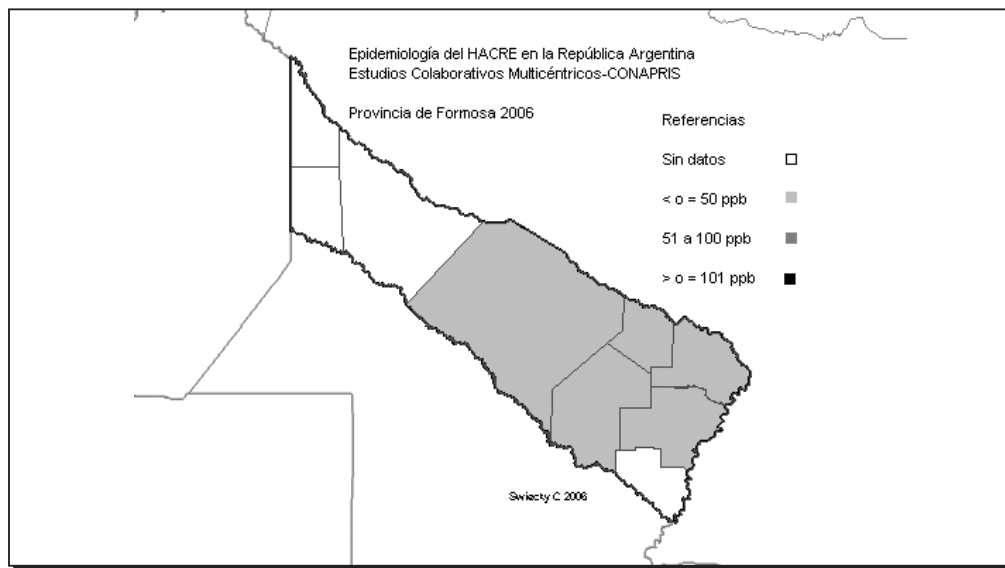 Epidemiología del HACRE en la República Argentina
Estudios Colaborativos Multicéntricos-CONAPRIS
Provincia de Formosa 2006
Referencias
Sin datos
< o = 50 ppb
51 a 100 ppb
> o = 101 ppb
Swiecky C 2006